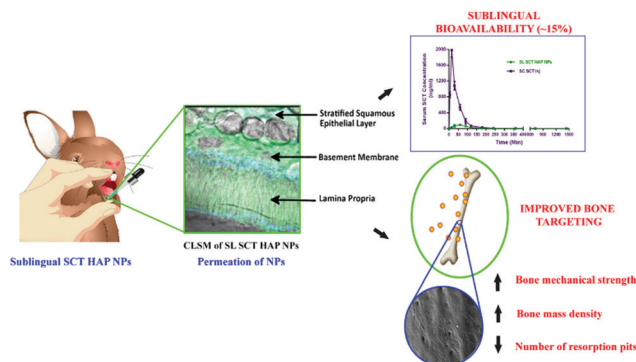 SUBLINGUAL
BIOAVAILABILITY (~15%)
SL SCT HAP NPs
SC SCT Inj
Serum SCT Concentration
(ng/ml)
2000
1600
1200
800
400
0
Time (Min)
Stratified Squamous
Epithelial Layer
Basement Membrane
Lamina Propria
CLSM of SL SCT HAP NPs
Permeation of NPs
Sublingual SCT HAP NPs
IMPROVED BONE
TARGETING
Bone mechanical strength
Bone mass density
Number of resorption pits